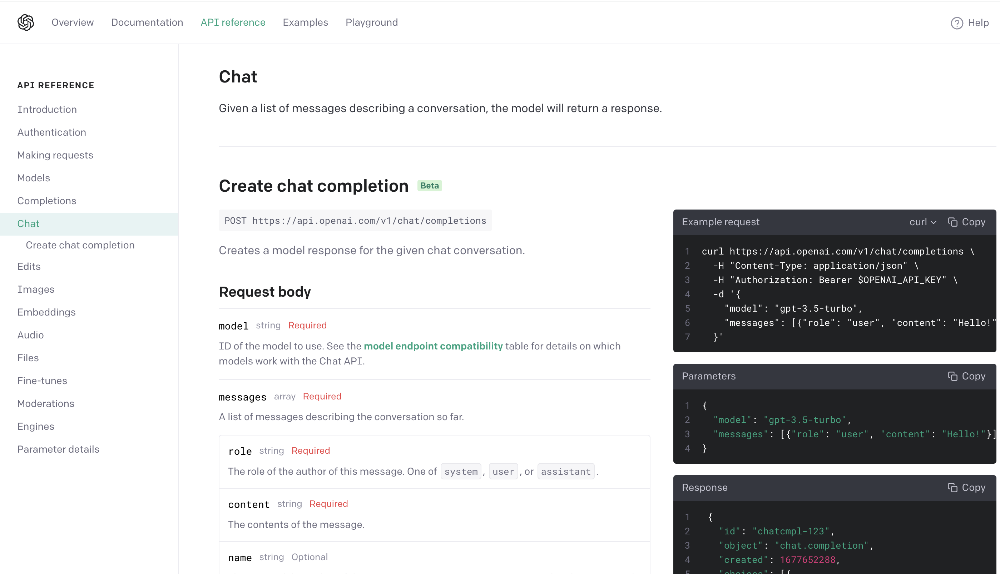 Overview Documentation API reference Examples Playground Help
API REFERENCE
Introduction
Authentication
Making requests
Models
Completions
Chat
Create chat completion
Edits
Images
Embeddings
Audio
Files
Fine-tunes
Moderations
Engines
Parameter details
Chat
Given a list of messages describing a conversation, the model will return a response.
Create chat completion Beta
POST https://api.openai.com/v1/chat/completions
Creates a model response for the given chat conversation.
Request body
model string Required
ID of the model to use. See the model endpoint compatibility table for details on which
models work with the Chat API.
messages array Required
A list of messages describing the conversation so far.
role string Required
The role of the author of this message. One of system, user, or assistant.
content string Required
The contents of the message.
name string Optional
Example request curl Copy
1 curl https://api.openai.com/v1/chat/completions \
2 -H "Content-Type: application/json" \
3 -H "Authorization: Bearer $OPENAI_API_KEY" \
4 -d '{
5 "model": "gpt-3.5-turbo",
6 "messages": [{"role": "user", "content": "Hello!"
7 }'
Parameters Copy
1 {
2 "model": "gpt-3.5-turbo",
3 "messages": [{"role": "user", "content": "Hello!"}]
4 }
Response Copy
1 {
2 "id": "chatcmpl-123",
3 "object": "chat.completion",
4 "created": 1677652288,
5 "choices": [{